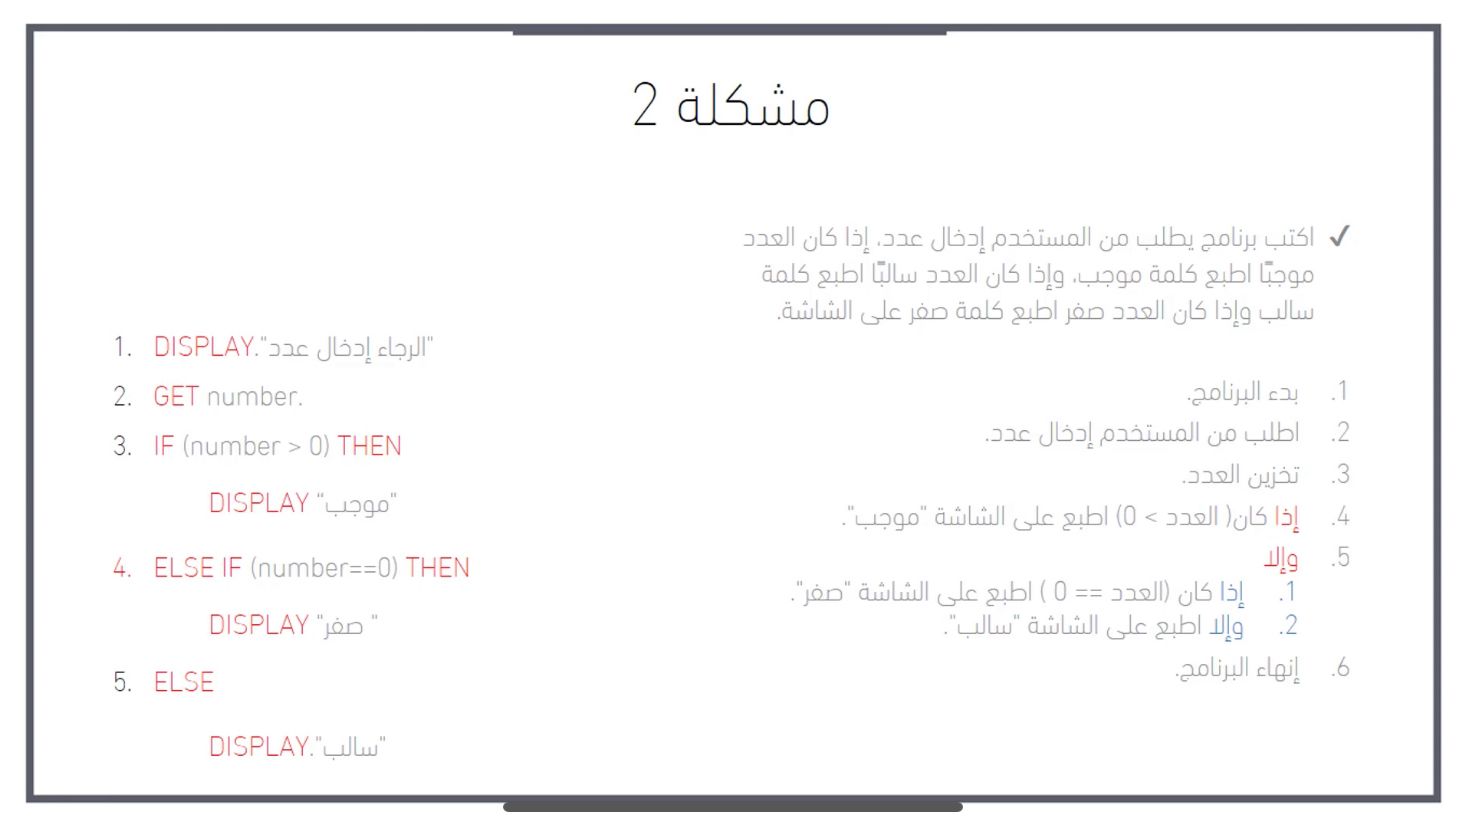 مشكلة 2
✓ اكتب برنامج يطلب من المستخدم إدخال عدد، إذا كان العدد
موجبًا اطبع كلمة موجب، وإذا كان العدد سالبًا اطبع كلمة
سالب وإذا كان العدد صفر اطبع كلمة صفر على الشاشة.
1. بدء البرنامج.
2. اطلب من المستخدم إدخال عدد.
3. تخزين العدد.
4. إذا كان( العدد > 0) اطبع على الشاشة "موجب".
5. وإلا
1. إذا كان (العدد == 0 ) اطبع على الشاشة "صفر".
2. وإلا اطبع على الشاشة "سالب".
6. إنهاء البرنامج.
1. DISPLAY."الرجاء إدخال عدد"
2. GET number.
3. IF (number > 0) THEN
DISPLAY "موجب"
4. ELSE IF (number==0) THEN
DISPLAY "صفر "
5. ELSE
DISPLAY."سالب"